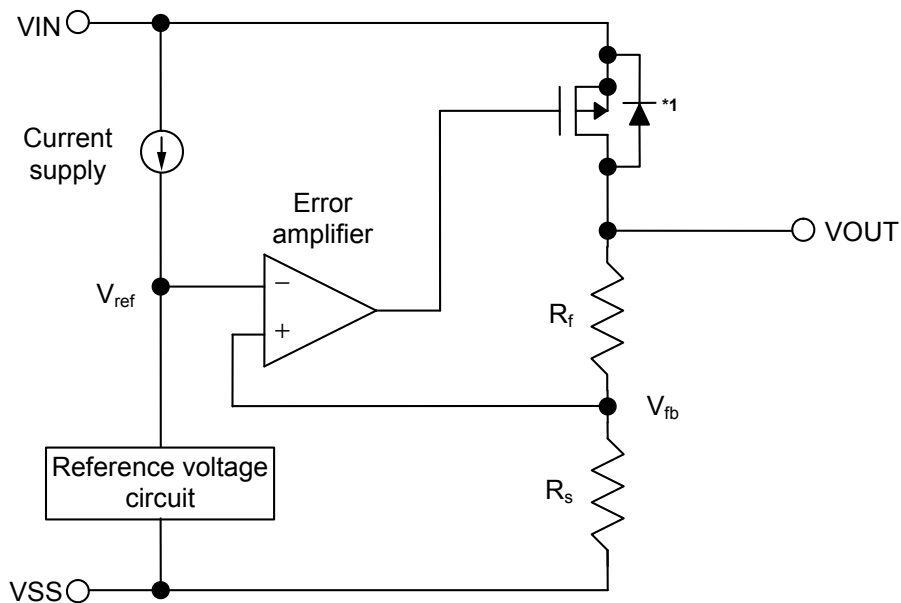 VIN
*1
Current
supply
Error
amplifier
VOUT
Vref
−
+
Rf
Vfb
Reference voltage
circuit
Rs
VSS